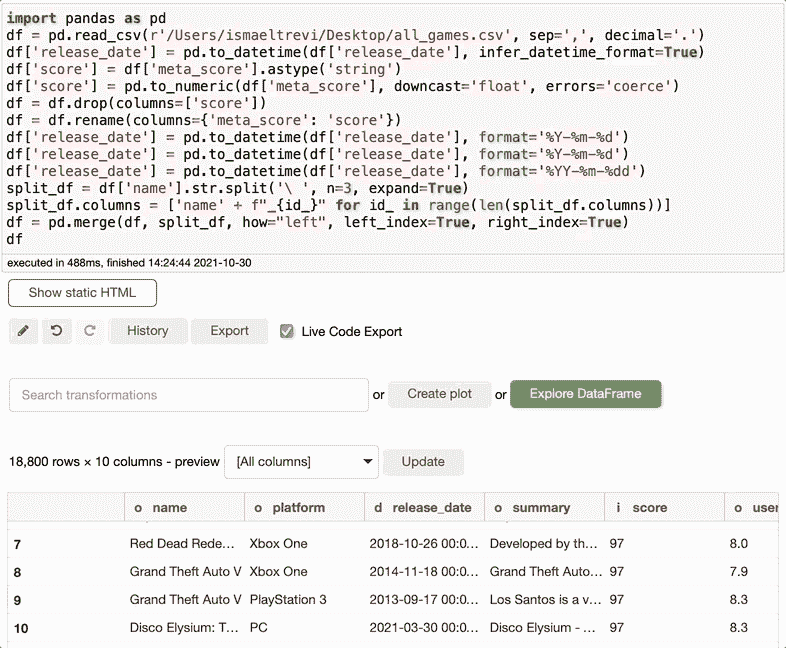 import pandas as pd
df = pd.read_csv(r'/Users/ismaeltrevi/Desktop/all_games.csv', sep=',', decimal='.')
df['release_date'] = pd.to_datetime(df['release_date'], infer_datetime_format=True)
df['score'] = df['meta_score'].astype('string')
df['score'] = pd.to_numeric(df['meta_score'], downcast='float', errors='coerce')
df = df.drop(columns=['score'])
df = df.rename(columns={'meta_score': 'score'})
df['release_date'] = pd.to_datetime(df['release_date'], format='%Y-%m-%d')
df['release_date'] = pd.to_datetime(df['release_date'], format='%Y-%m-%d')
df['release_date'] = pd.to_datetime(df['release_date'], format='%YY-%m-%dd')
split_df = df['name'].str.split('\ ', n=3, expand=True)
split_df.columns = ['name' + f"_{id_}" for id_ in range(len(split_df.columns))]
df = pd.merge(df, split_df, how="left", left_index=True, right_index=True)
df
executed in 488ms, finished 14:24:44 2021-10-30
Show static HTML
History Export Live Code Export
Search transformations or Create plot or Explore DataFrame
18,800 rows × 10 columns - preview [All columns] Update
o name o platform d release_date o summary i score o user
7 Red Dead Rede... Xbox One 2018-10-26 00:0... Developed by th... 97 8.0
8 Grand Theft Auto V Xbox One 2014-11-18 00:0... Grand Theft Auto... 97 7.9
9 Grand Theft Auto V PlayStation 3 2013-09-17 00:0... Los Santos is a v... 97 8.3
10 Disco Elysium: T... PC 2021-03-30 00:0... Disco Elysium - ... 97 8.3